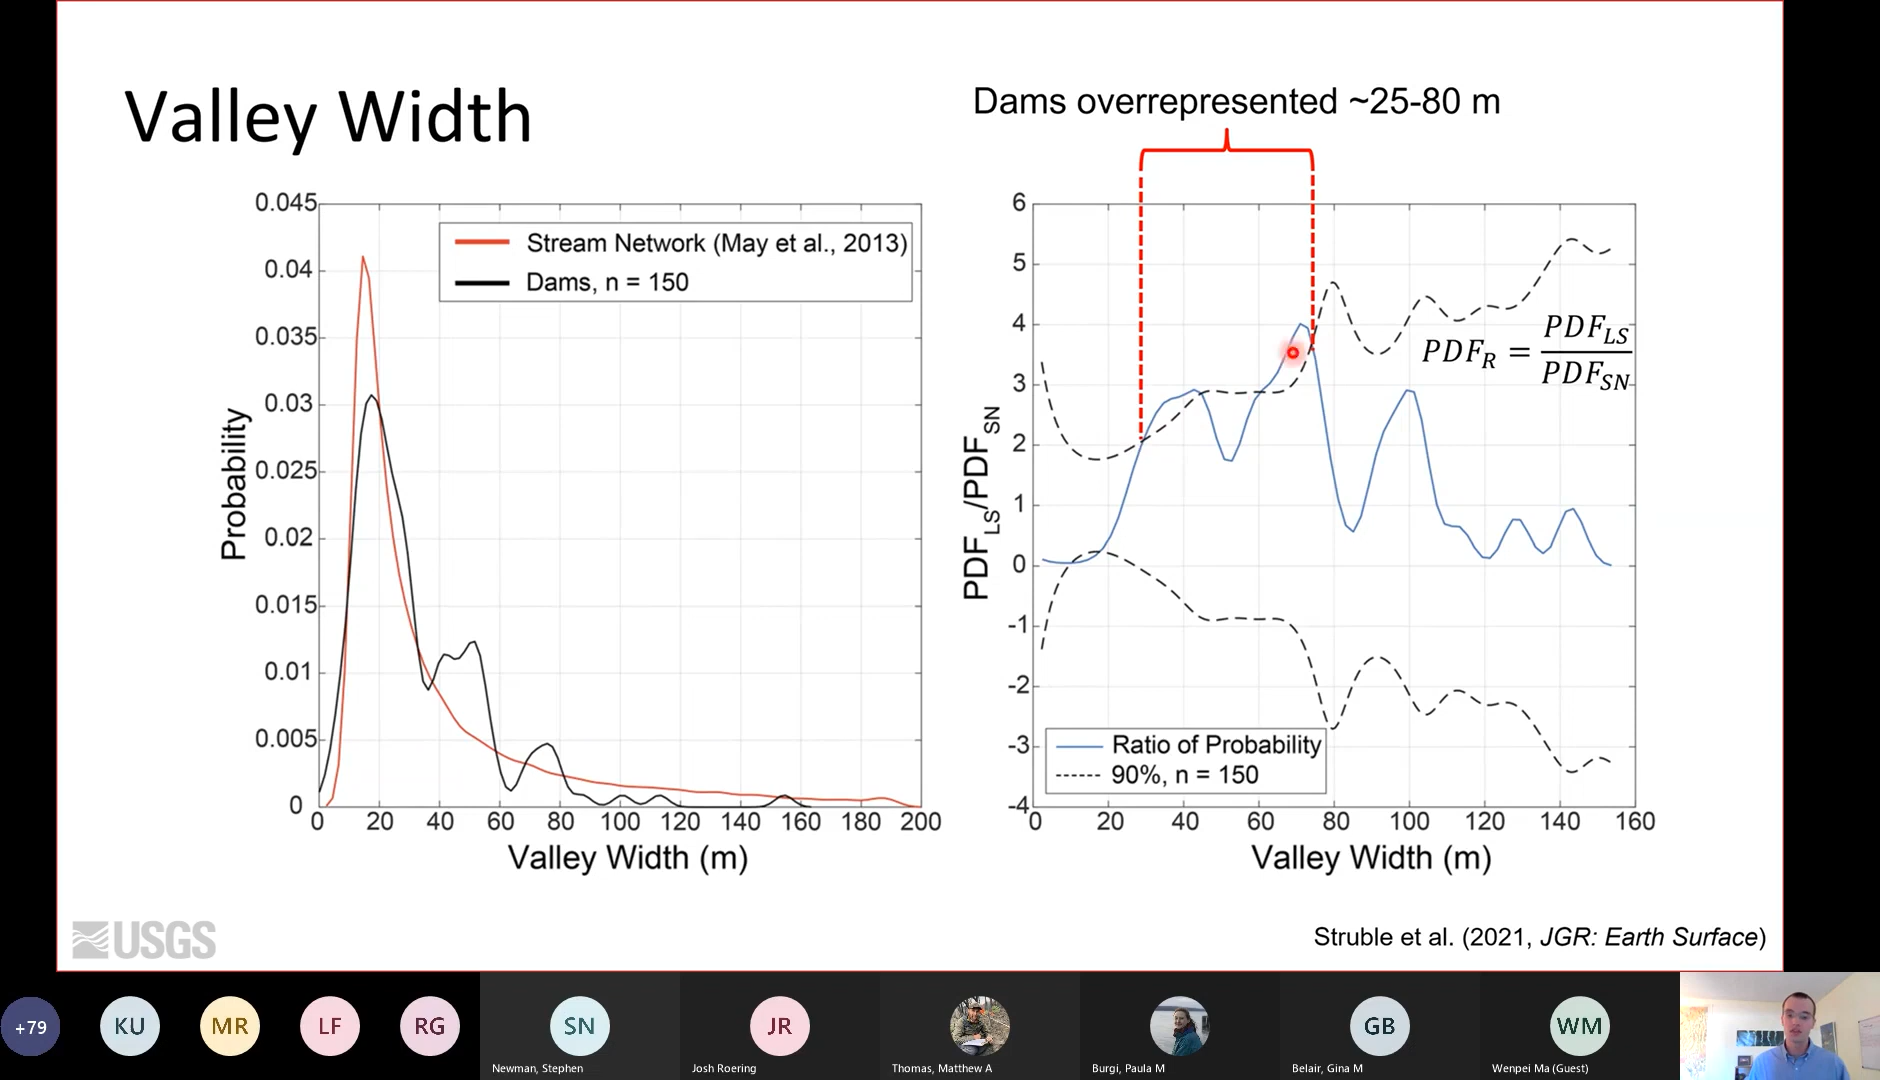 Valley Width
Dams overrepresented ~25-80 m
0.045
0.04
0.035
0.03
0.025
0.02
0.015
0.01
0.005
0
Probability
Stream Network (May et al., 2013)
Dams, n = 150
0 20 40 60 80 100 120 140 160 180 200
Valley Width (m)
6
5
4
3
2
1
0
-1
-2
-3
-4
PDF_LS/PDF_SN
PDF_R = PDF_LS / PDF_SN
Ratio of Probability
90%, n = 150
0 20 40 60 80 100 120 140 160
Valley Width (m)
USGS
Struble et al. (2021, JGR: Earth Surface)
+79 KU MR LF RG SN JR GB WM
Newman, Stephen Josh Roering Thomas, Matthew A Burgi, Paula M Belair, Gina M Wenpei Ma (Guest)